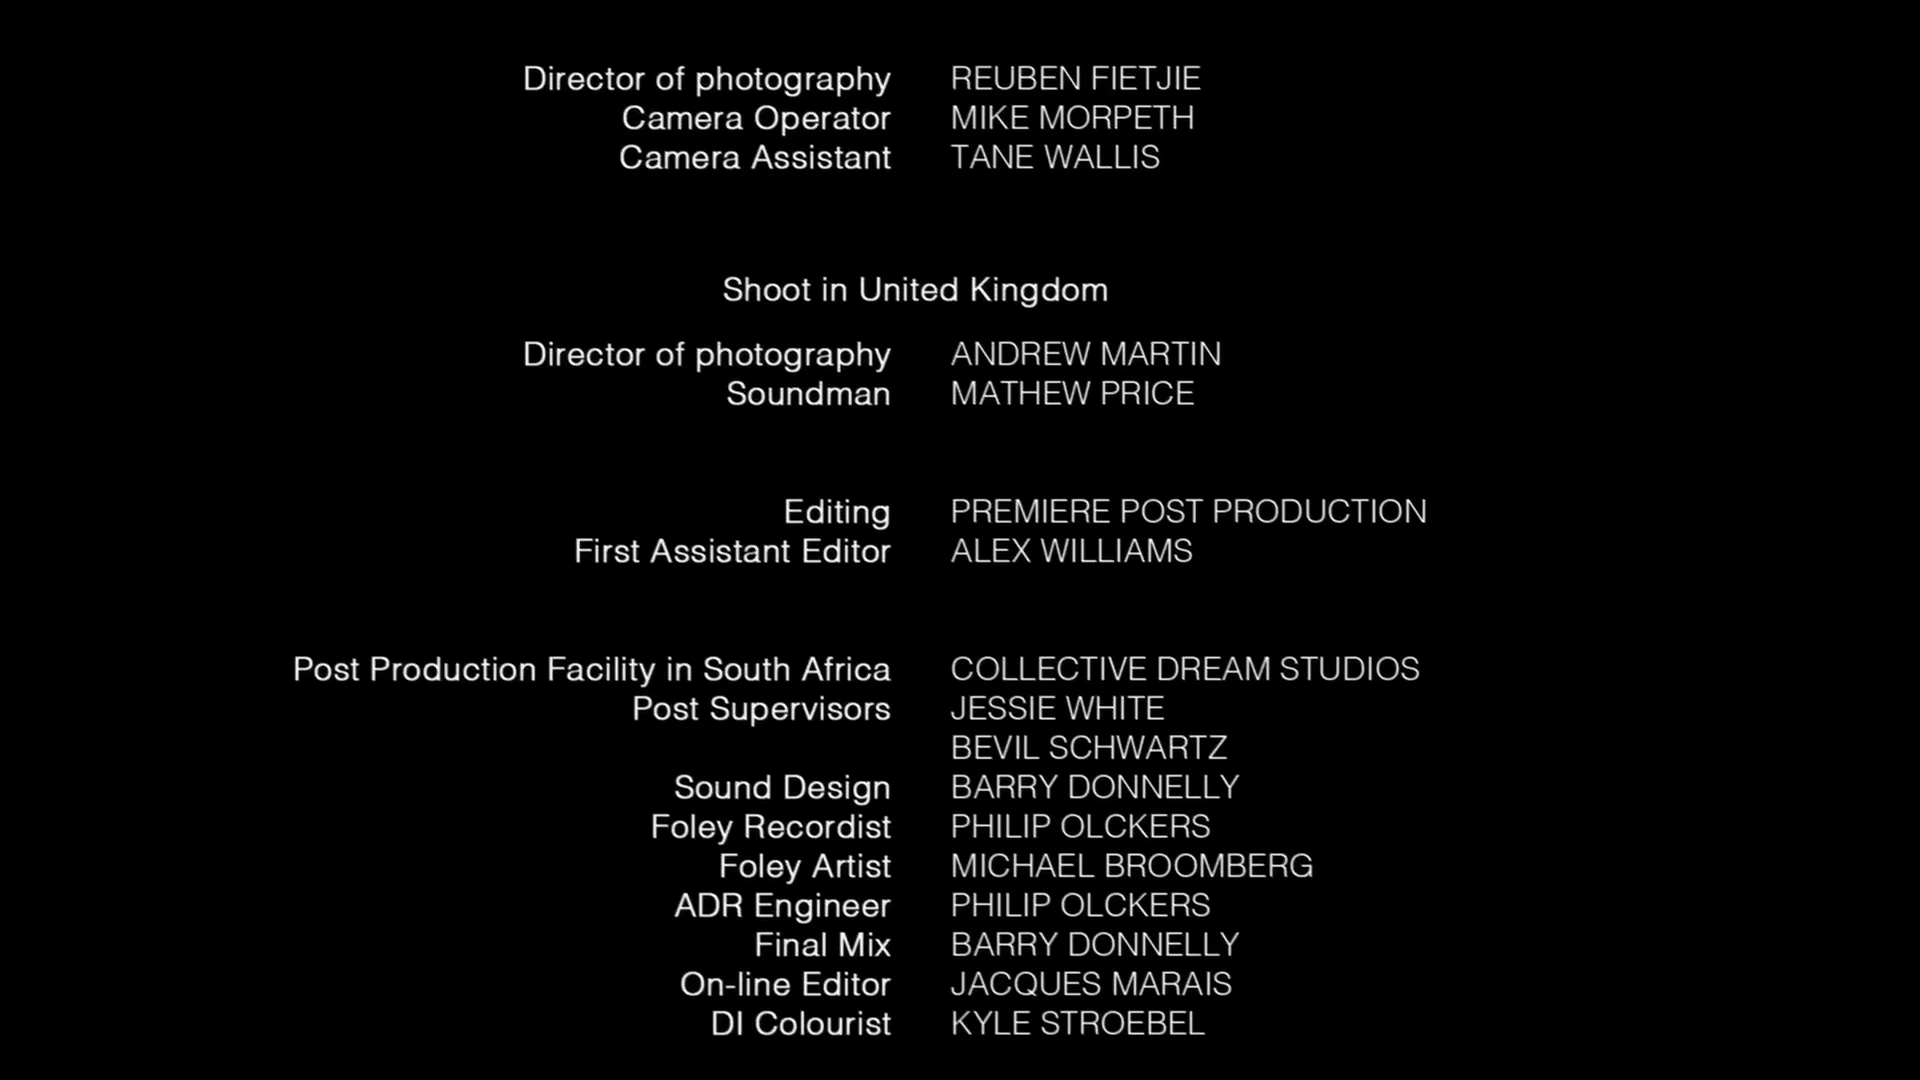 Director of photography REUBEN FIETJIE
Camera Operator MIKE MORPETH
Camera Assistant TANE WALLIS
Shoot in United Kingdom
Director of photography ANDREW MARTIN
Soundman MATHEW PRICE
Editing PREMIERE POST PRODUCTION
First Assistant Editor ALEX WILLIAMS
Post Production Facility in South Africa COLLECTIVE DREAM STUDIOS
Post Supervisors JESSIE WHITE
BEVIL SCHWARTZ
Sound Design BARRY DONNELLY
Foley Recordist PHILIP OLCKERS
Foley Artist MICHAEL BROOMBERG
ADR Engineer PHILIP OLCKERS
Final Mix BARRY DONNELLY
On-line Editor JACQUES MARAIS
DI Colourist KYLE STROEBEL